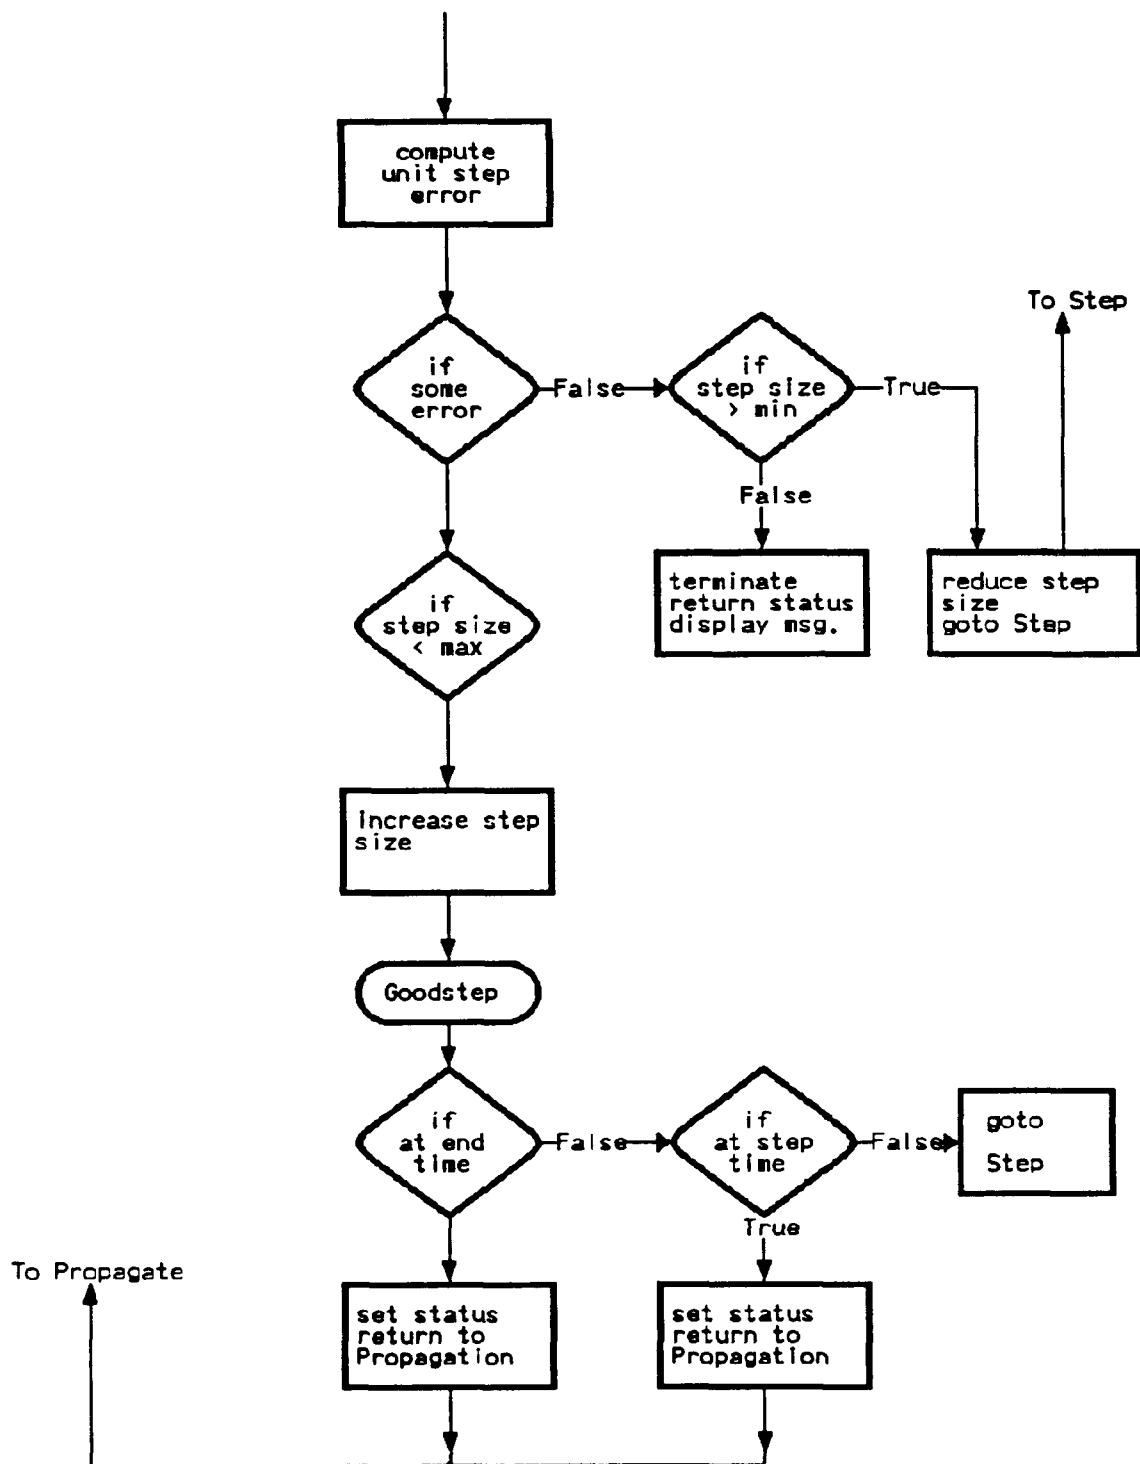 compute
unit step
error
To Step
if
some
error
False
if
step size
> min
True
False
if
step size
< max
terminate
return status
display msg.
reduce step
size
goto Step
increase step
size
Goodstep
if
at end
time
False
if
at step
time
False
goto
Step
True
To Propagate
set status
return to
Propagation
set status
return to
Propagation